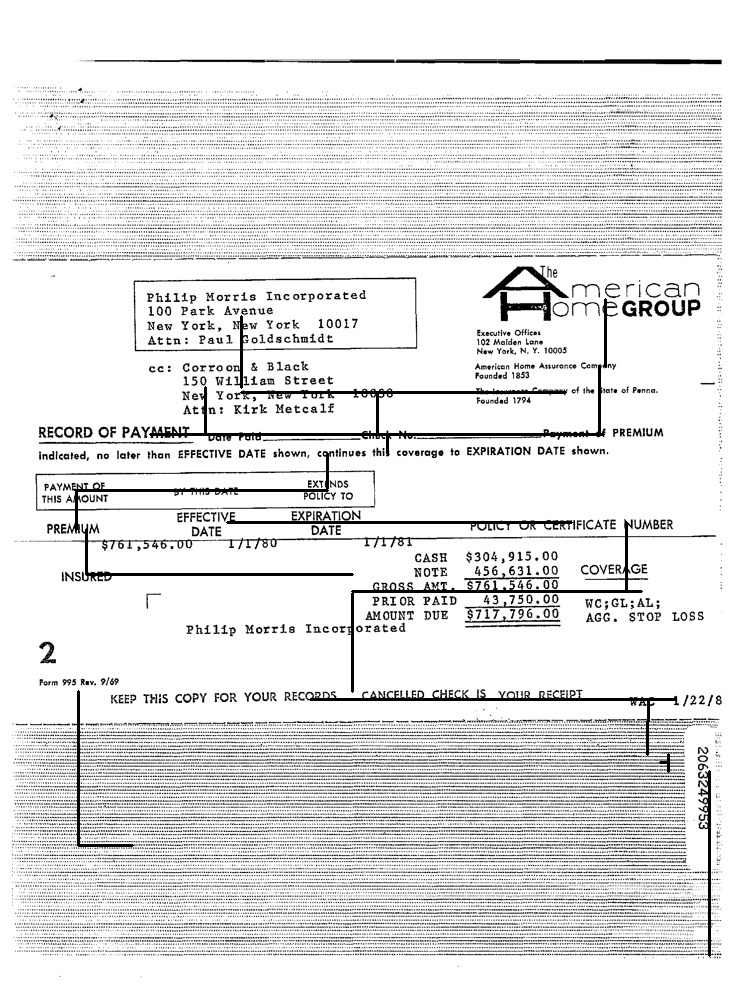 The
American
Home GROUP
Philip Morris Incorporated
100 Park Avenue
New York, New York 10017
Attn: Paul Goldschmidt
Executive Offices
102 Maiden Lane
New York, N. Y. 10005
American Home Assurance Company
Founded 1853
The Insurance Company of the State of Penna.
Founded 1794
cc: Corroon & Black
150 William Street
New York, New York 10038
Attn: Kirk Metcalf
RECORD OF PAYMENT Date Paid Check No. Payment of PREMIUM
indicated, no later than EFFECTIVE DATE shown, continues this coverage to EXPIRATION DATE shown.
PAYMENT OF THIS AMOUNT BY THIS DATE EXTENDS POLICY TO
PREMIUM EFFECTIVE DATE EXPIRATION DATE POLICY OR CERTIFICATE NUMBER
$761,546.00 1/1/80 1/1/81
CASH $304,915.00
NOTE 456,631.00 COVERAGE
INSURED
GROSS AMT. $761,546.00
PRIOR PAID 43,750.00 WC;GL;AL;
AMOUNT DUE $717,796.00 AGG. STOP LOSS
Philip Morris Incorporated
2
Form 995 Rev. 9/69
KEEP THIS COPY FOR YOUR RECORDS CANCELLED CHECK IS YOUR RECEIPT
1/22/8
2063249953